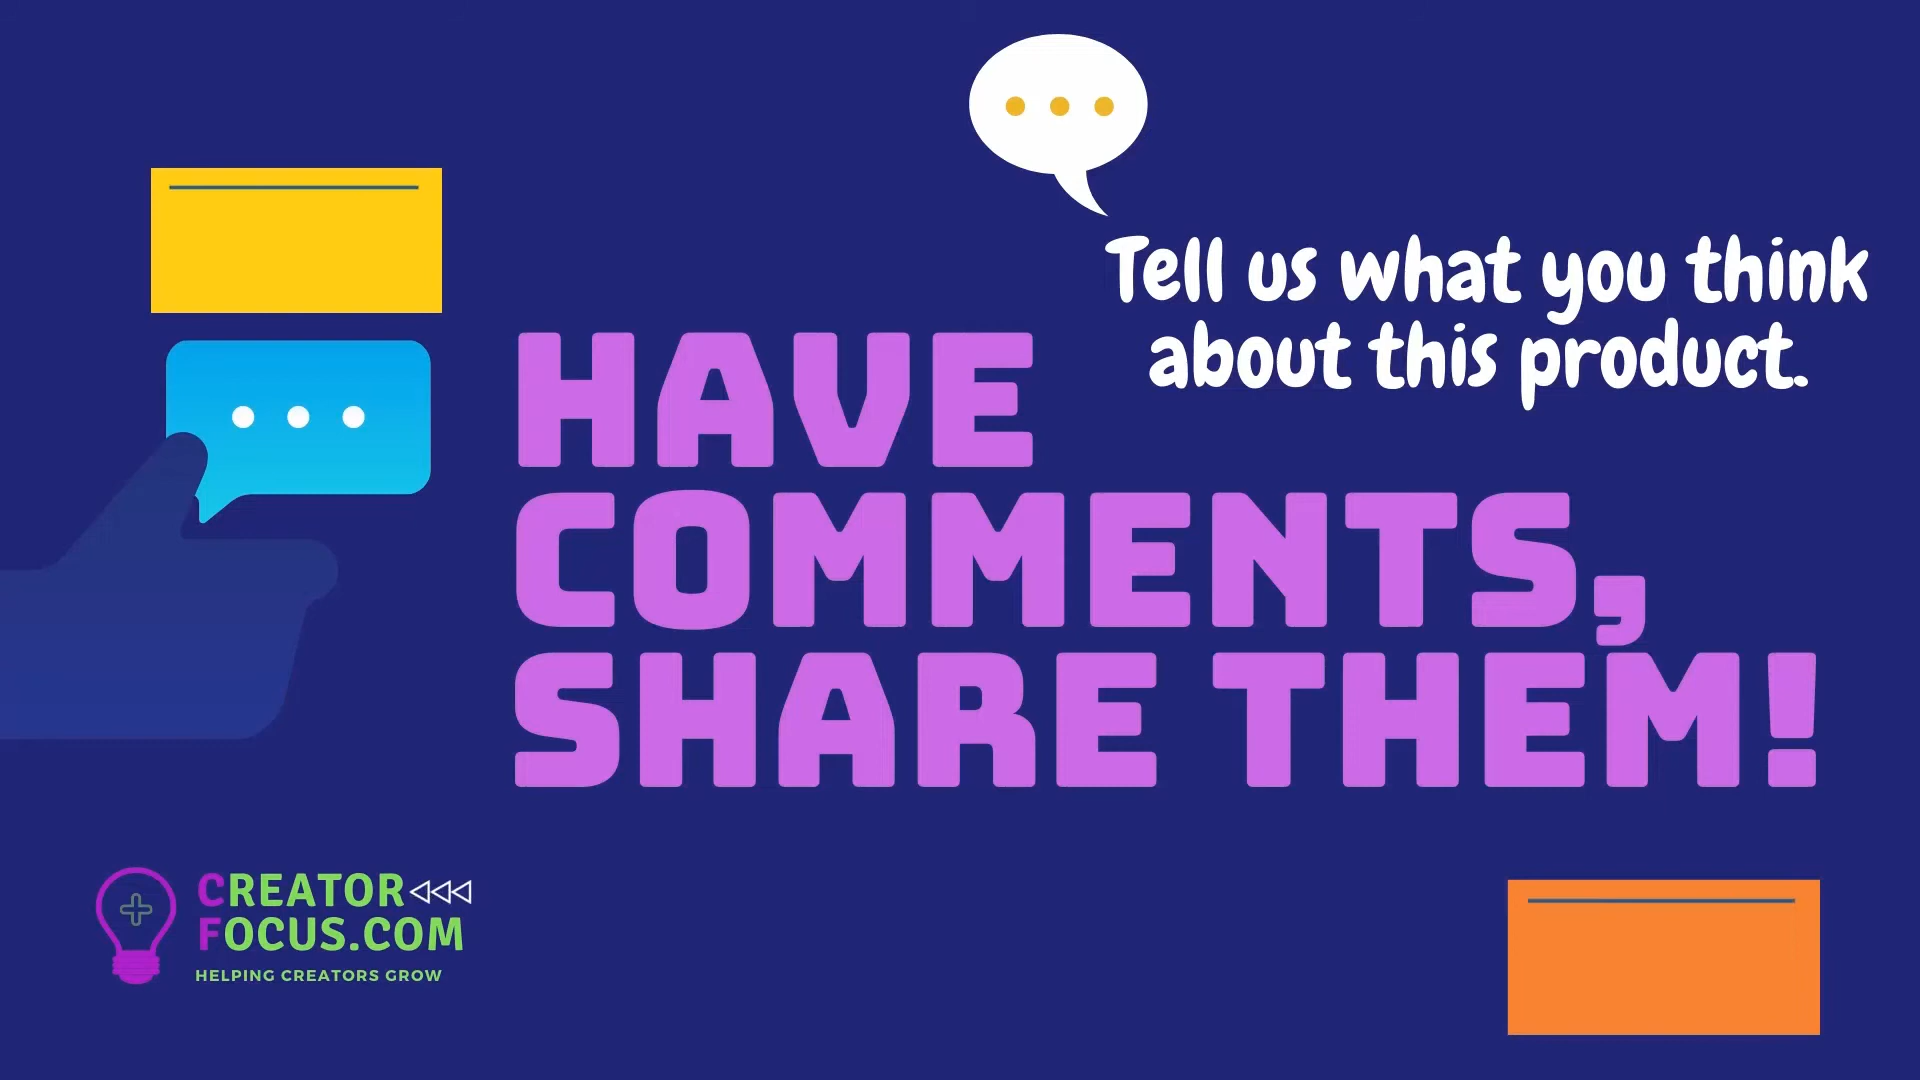 Tell us what you think
about this product.
HAVE
COMMENTS,
SHARE THEM!
CREATOR
FOCUS.COM
HELPING CREATORS GROW